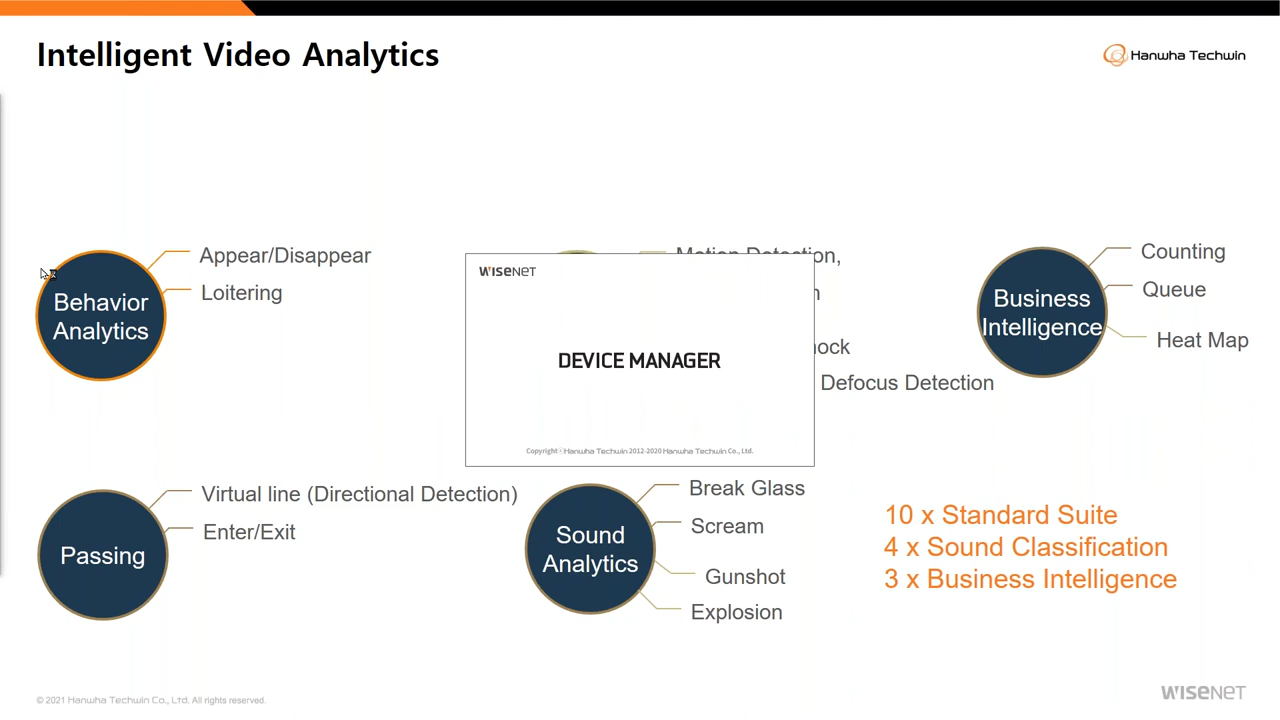 Intelligent Video Analytics
Hanwha Techwin
Appear/Disappear
Loitering
Behavior
Analytics
Motion Detection,
WISENET
DEVICE MANAGER
Copyright ⓒ Hanwha Techwin 2012-2020 Hanwha Techwin Co., Ltd.
Defocus Detection
Business
Intelligence
Counting
Queue
Heat Map
Passing
Virtual line (Directional Detection)
Enter/Exit
Sound
Analytics
Break Glass
Scream
Gunshot
Explosion
10 x Standard Suite
4 x Sound Classification
3 x Business Intelligence
© 2021 Hanwha Techwin Co., Ltd. All rights reserved.
WISENET